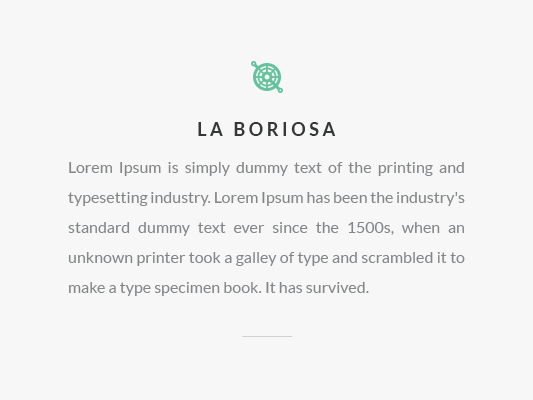 LA BORIOSA
Lorem Ipsum is simply dummy text of the printing and
typesetting industry. Lorem Ipsum has been the industry's
standard dummy text ever since the 1500s, when an
unknown printer took a galley of type and scrambled it to
make a type specimen book. It has survived.